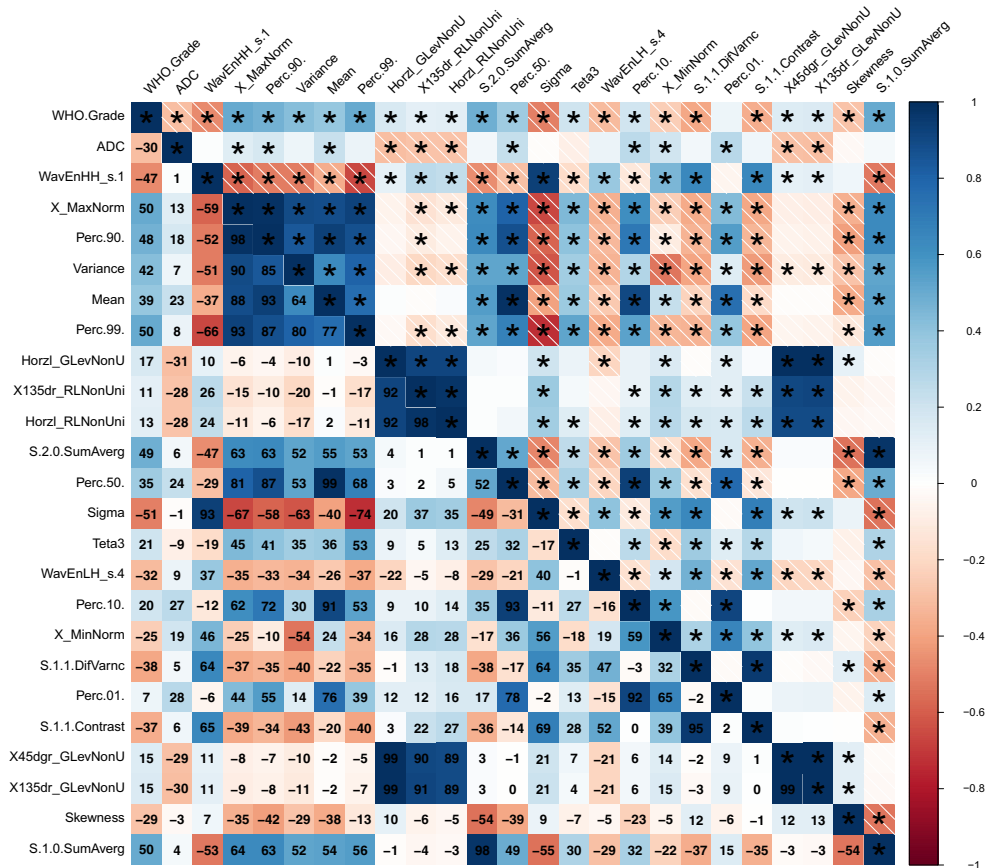 WHO.Grade
ADC
WavEnHH_s.1
X_MaxNorm
Perc.90.
Variance
Mean
Perc.99.
Horzl_GLevNonU
X135dr_RLNonUni
Horzl_RLNonUni
S.2.0.SumAverg
Perc.50.
Sigma
Teta3
WavEnLH_s.4
Perc.10.
X_MinNorm
S.1.1.DifVarnc
Perc.01.
S.1.1.Contrast
X45dgr_GLevNonU
X135dr_GLevNonU
Skewness
S.1.0.SumAverg
WHO.Grade * * * * * * * * * * * * * * * * * * * * * * * *
ADC −30 * * * * * * * * * * * * *
WavEnHH_s.1 −47 1 * * * * * * * * * * * * * * * * * * * * * *
X_MaxNorm 50 13 −59 * * * * * * * * * * * * * * * * * * *
Perc.90. 48 18 −52 98 * * * * * * * * * * * * * * * * * *
Variance 42 7 −51 90 85 * * * * * * * * * * * * * * * * * * *
Mean 39 23 −37 88 93 64 * * * * * * * * * * * * * *
Perc.99. 50 8 −66 93 87 80 77 * * * * * * * * * * * * * * *
Horzl_GLevNonU 17 −31 10 −6 −4 −10 1 −3 * * * * * * * * * *
X135dr_RLNonUni 11 −28 26 −15 −10 −20 −1 −17 92 * * * * * * * * *
Horzl_RLNonUni 13 −28 24 −11 −6 −17 2 −11 92 98 * * * * * * * * *
S.2.0.SumAverg 49 6 −47 63 63 52 55 53 4 1 1 * * * * * * * * * * * *
Perc.50. 35 24 −29 81 87 53 99 68 3 2 5 52 * * * * * * * * * * *
Sigma −51 −1 93 −67 −58 −63 −40 −74 20 37 35 −49 −31 * * * * * * * * * *
Teta3 21 −9 −19 45 41 35 36 53 9 5 13 25 32 −17 * * * * * * *
WavEnLH_s.4 −32 9 37 −35 −33 −34 −26 −37 −22 −5 −8 −29 −21 40 −1 * * * * * * * * *
Perc.10. 20 27 −12 62 72 30 91 53 9 10 14 35 93 −11 27 −16 * * * * *
X_MinNorm −25 19 46 −25 −10 −54 24 −34 16 28 28 −17 36 56 −18 19 59 * * * * * * *
S.1.1.DifVarnc −38 5 64 −37 −35 −40 −22 −35 −1 13 18 −38 −17 64 35 47 −3 32 * * * *
Perc.01. 7 28 −6 44 55 14 76 39 12 12 16 17 78 −2 13 −15 92 65 −2 * *
S.1.1.Contrast −37 6 65 −39 −34 −43 −20 −40 3 22 27 −36 −14 69 28 52 0 39 95 2 * *
X45dgr_GLevNonU 15 −29 11 −8 −7 −10 −2 −5 99 90 89 3 −1 21 7 −21 6 14 −2 9 1 * * *
X135dr_GLevNonU 15 −30 11 −9 −8 −11 −2 −7 99 91 89 3 0 21 4 −21 6 15 −3 9 0 99 * *
Skewness −24 −3 7 −35 −42 −29 −38 −13 10 −6 −5 −54 −39 9 −7 −5 −23 −5 12 −6 −1 12 13 * *
S.1.0.SumAverg 50 4 −53 64 63 52 54 56 −1 −4 −3 98 49 −55 30 −29 32 −22 −37 15 −35 −3 −3 −54 *
1
0.8
0.6
0.4
0.2
0
−0.2
−0.4
−0.6
−0.8
−1